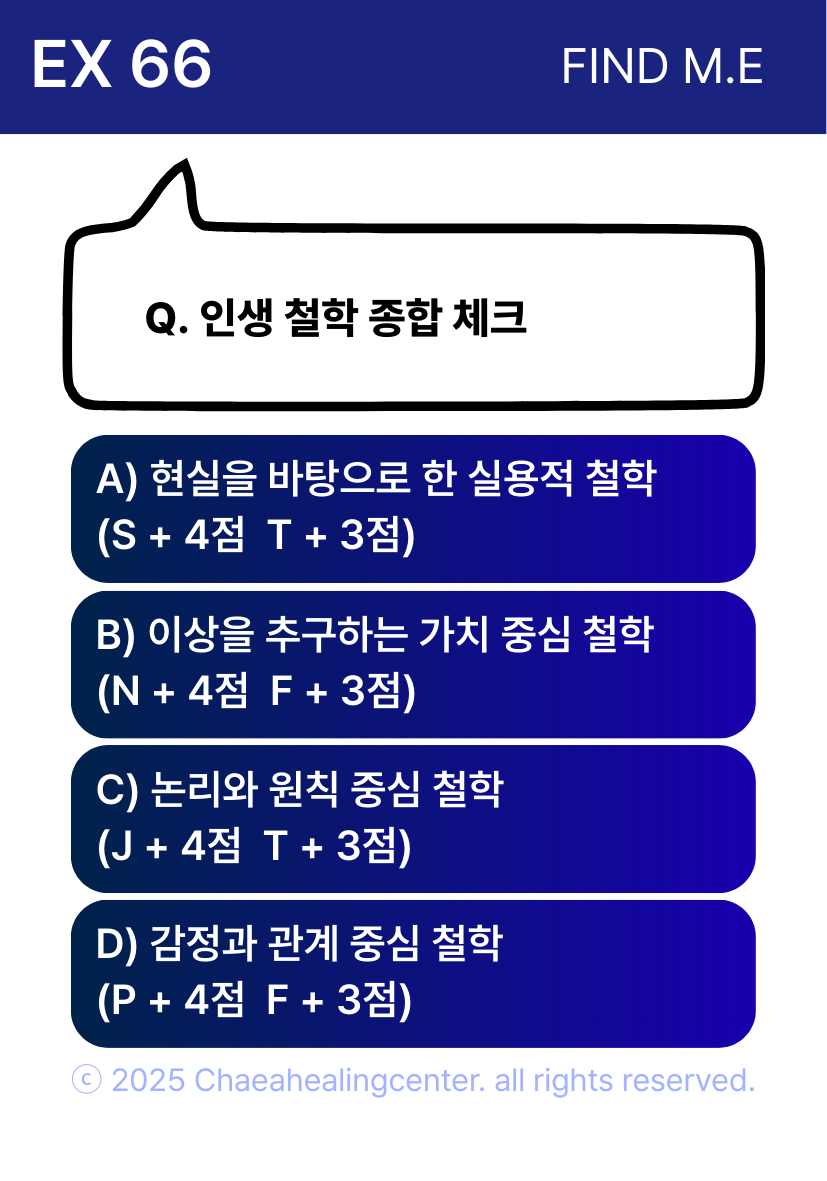 EX 66
FIND M.E
Q. 인생 철학 종합 체크
A) 현실을 바탕으로 한 실용적 철학
(S + 4점  T + 3점)
B) 이상을 추구하는 가치 중심 철학
(N + 4점  F + 3점)
C) 논리와 원칙 중심 철학
(J + 4점  T + 3점)
D) 감정과 관계 중심 철학
(P + 4점  F + 3점)
ⓒ 2025 Chaeahealingcenter. all rights reserved.